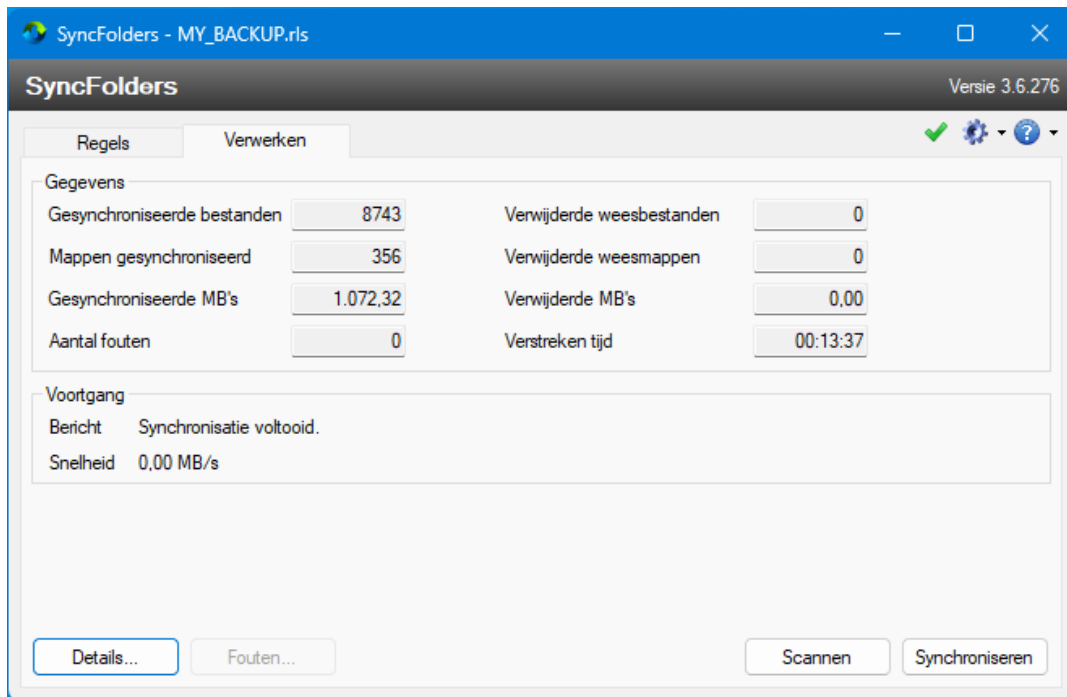 SyncFolders - MY_BACKUP.rls
SyncFolders Versie 3.6.276
Regels Verwerken
Gegevens
Gesynchroniseerde bestanden 8743 Verwijderde weesbestanden 0
Mappen gesynchroniseerd 356 Verwijderde weesmappen 0
Gesynchroniseerde MB's 1.072,32 Verwijderde MB's 0,00
Aantal fouten 0 Verstreken tijd 00:13:37
Voortgang
Bericht Synchronisatie voltooid.
Snelheid 0,00 MB/s
Details... Fouten... Scannen Synchroniseren